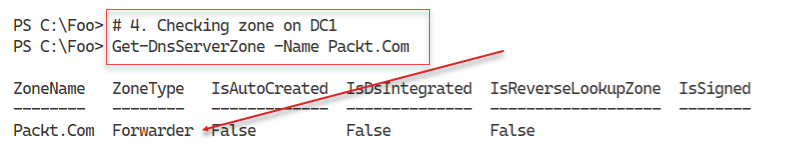 PS C:\Foo> # 4. Checking zone on DC1
PS C:\Foo> Get-DnsServerZone -Name Packt.Com
ZoneName ZoneType IsAutoCreated IsDsIntegrated IsReverseLookupZone IsSigned
-------- -------- ------------- -------------- ------------------- --------
Packt.Com Forwarder False False False